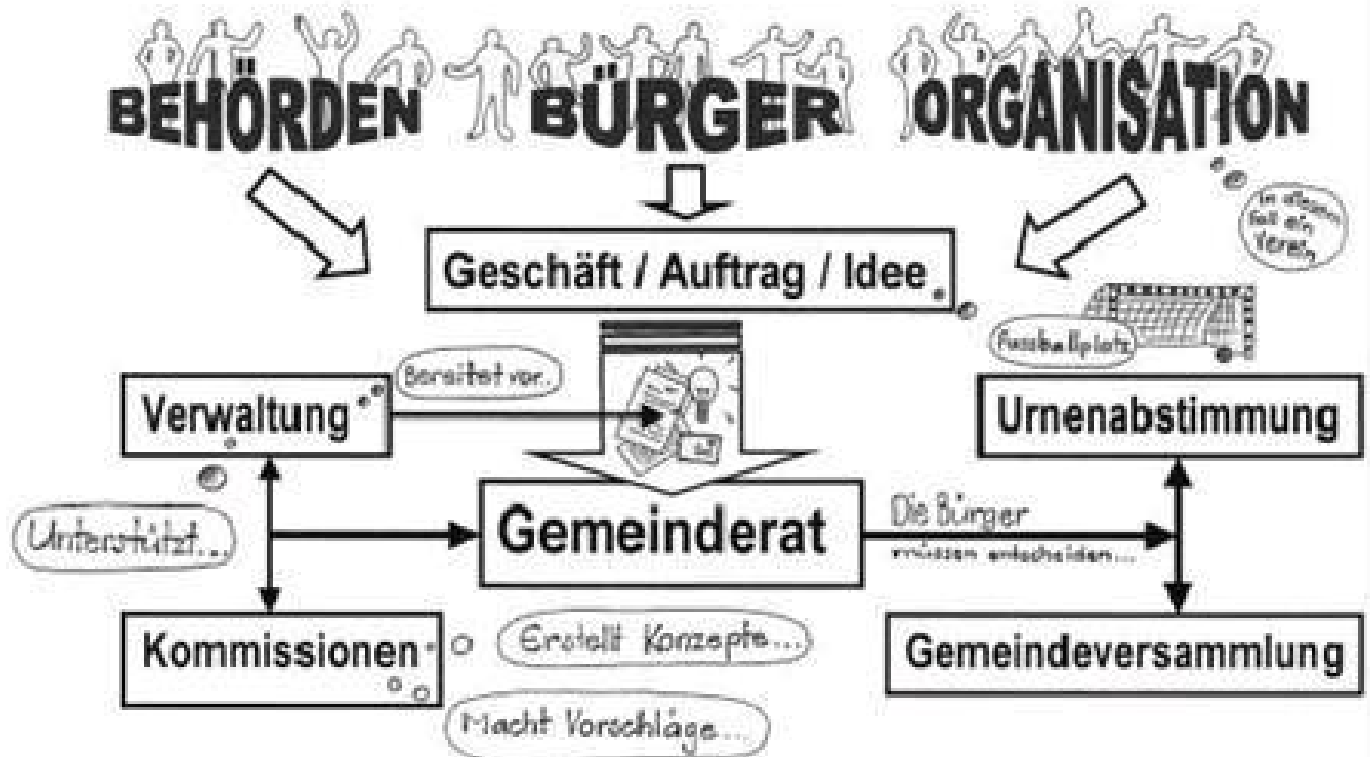 BEHÖRDEN BÜRGER ORGANISATION
In diesem
Fall ein
Verein
Geschäft / Auftrag / Idee
Fussballplatz
Bereitet vor.
Verwaltung
Urnenabstimmung
Unterstützt...
Gemeinderat
Die Bürger
müssen entscheiden...
Kommissionen
Erstellt Konzepte...
Gemeindeversammlung
Macht Vorschläge...